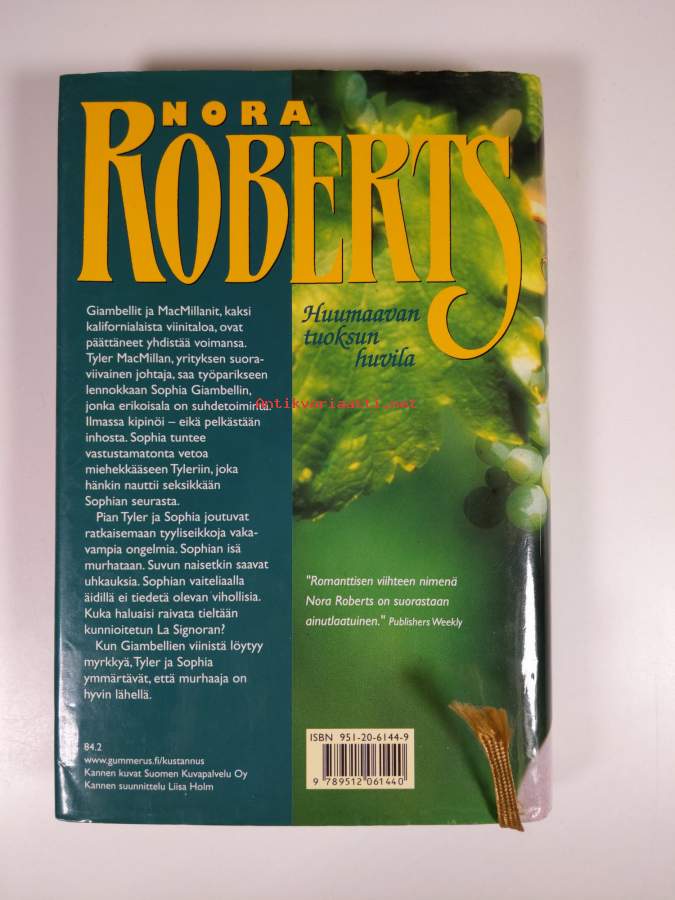 NORA
ROBERTS
Huumaavan
tuoksun
huvila
Giambellit ja MacMillanit, kaksi
kalifornialaista viinitaloa, ovat
päättäneet yhdistää voimansa.
Tyler MacMillan, yrityksen suora-
viivainen johtaja, saa työparikseen
lennokkaan Sophia Giambellin,
jonka erikoisala on suhdetoiminta.
Ilmassa kipinöi – eikä pelkästään
inhosta. Sophia tuntee
vastustamatonta vetoa
miehekkääseen Tyleriin, joka
hänkin nauttii seksikkään
Sophian seurasta.
Pian Tyler ja Sophia joutuvat
ratkaisemaan tyyliseikkoja vaka-
vampia ongelmia. Sophian isä
murhataan. Suvun naisetkin saavat
uhkauksia. Sophian vaiteliaalla
äidillä ei tiedetä olevan vihollisia.
Kuka haluaisi raivata tieltään
kunnioitetun La Signoran?
Kun Giambellien viinistä löytyy
myrkkyä, Tyler ja Sophia
ymmärtävät, että murhaaja on
hyvin lähellä.
Antikvariaatti.net
"Romanttisen viihteen nimenä
Nora Roberts on suorastaan
ainutlaatuinen." Publishers Weekly
84.2
www.gummerus.fi/kustannus
Kannen kuvat Suomen Kuvapalvelu Oy
Kannen suunnittelu Liisa Holm
ISBN 951-20-6144-9
9 789512 061440